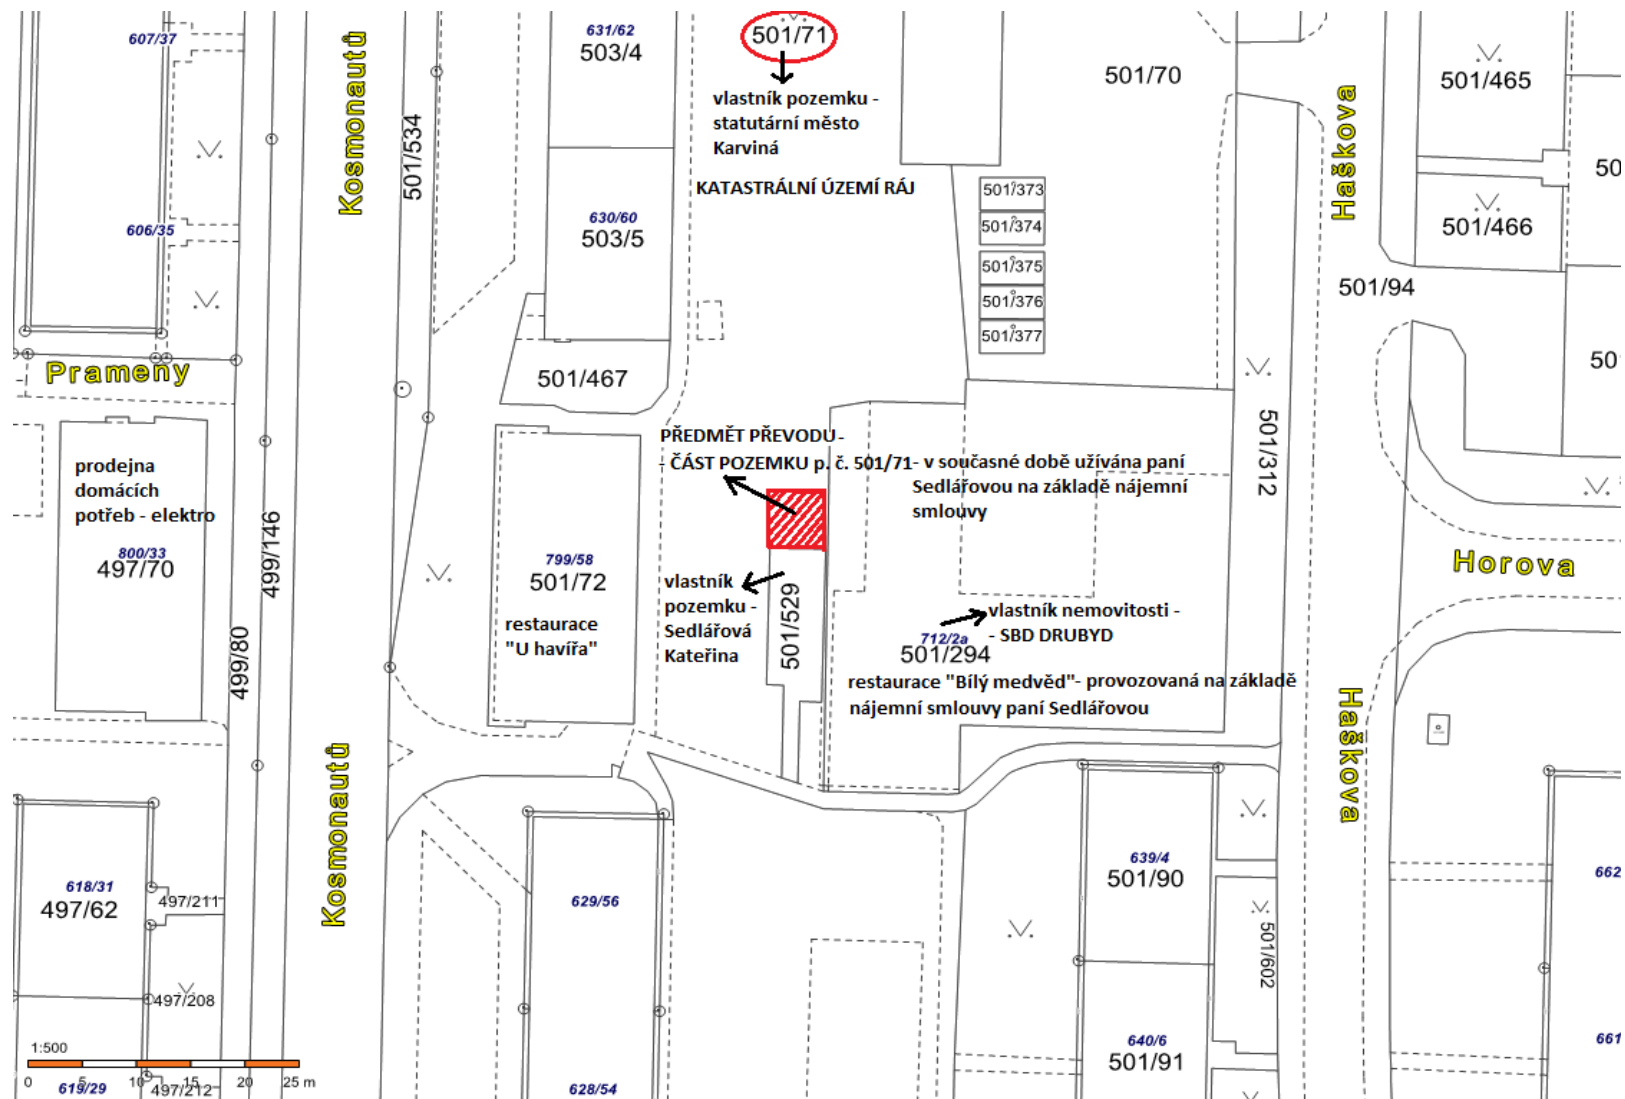 607/37
Kosmonautů
501/534
631/62
503/4
501/71
vlastník pozemku -
statutární město
Karviná
KATASTRÁLNÍ ÚZEMÍ RÁJ
501/70
Haškova
501/465
50
606/35
630/60
503/5
501/373
501/374
501/375
501/376
501/377
501/466
501/94
Prameny
501/467
50
501/312
PŘEDMĚT PŘEVODU-
- ČÁST POZEMKU p. č. 501/71- v současné době užívána paní
Sedlářovou na základě nájemní
smlouvy
prodejna
domácích
potřeb - elektro
800/33
497/70
499/146
499/80
799/58
501/72
restaurace
"U havířa"
vlastník
pozemku -
Sedlářová
Kateřina
501/529
vlastník nemovitosti -
- SBD DRUBYD
712/2a
501/294
restaurace "Bílý medvěd"- provozovaná na základě
nájemní smlouvy paní Sedlářovou
Horova
Haškova
Kosmonautů
618/31
497/62
497/211
497/208
629/56
639/4
501/90
501/602
662
1:500
0 5 10 15 20 25 m
619/29
497/212
628/54
640/6
501/91
661